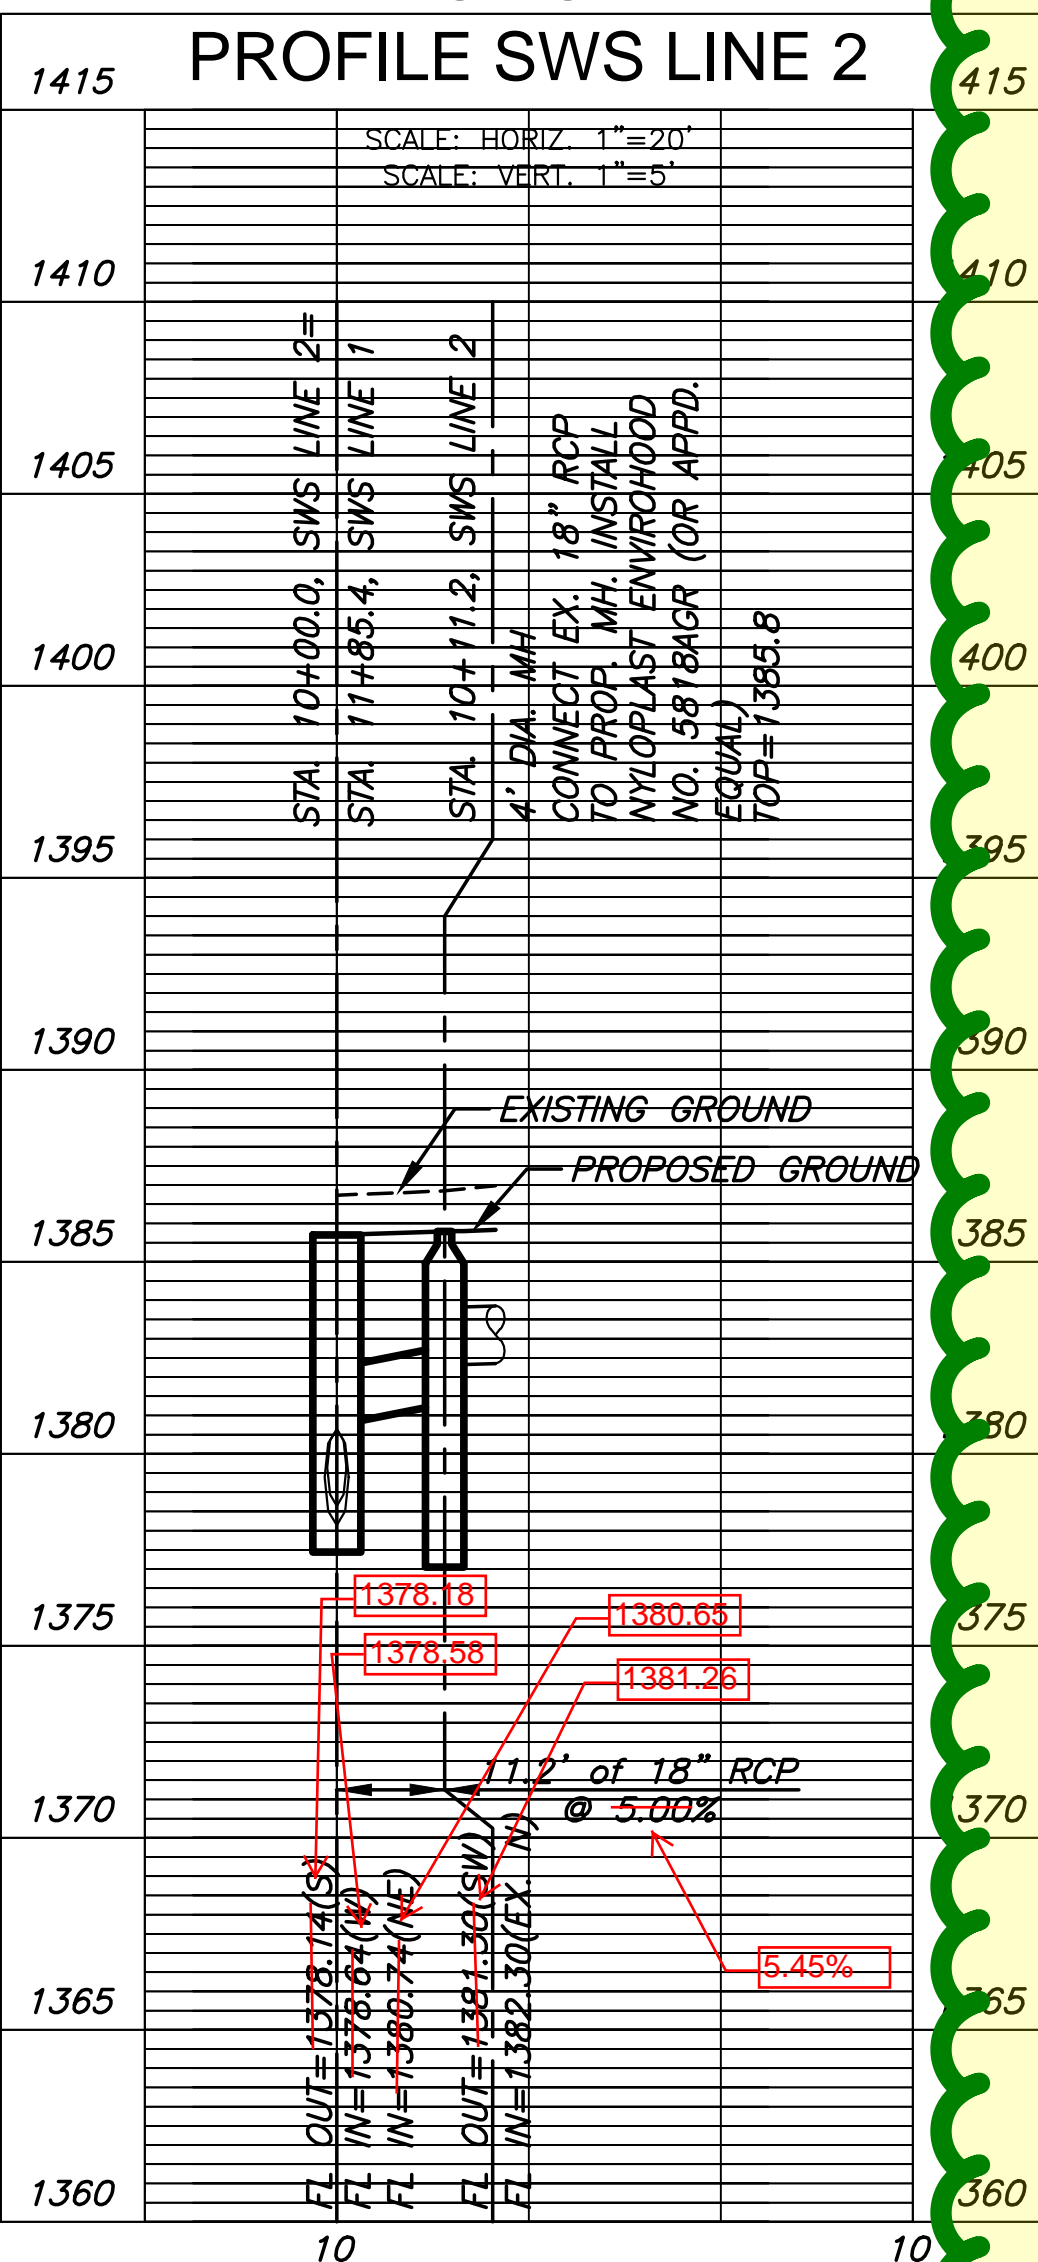 PROFILE SWS LINE 2
SCALE: HORIZ. 1"=20'
SCALE: VERT. 1"=5'
1415
415
1410
410
1405
405
1400
400
1395
395
1390
390
1385
385
1380
380
1375
375
1370
370
1365
365
1360
360
STA. 10+00.0, SWS LINE 2=
STA. 11+85.4, SWS LINE 1
STA. 10+11.2, SWS LINE 2
4' DIA. MH
CONNECT EX. 18" RCP
TO PROP. MH. INSTALL
NYLOPLAST ENVIROHOOD
NO. 5818AGR (OR APPD.
EQUAL)
TOP=1385.8
EXISTING GROUND
PROPOSED GROUND
1378.18
1380.65
1378.58
1381.26
11.2' of 18" RCP
@ 5.00%
5.45%
FL OUT=1378.14(S)
FL IN=1378.64(W)
FL IN=1380.74(NE)
FL OUT=1381.30(SW)
FL IN=1382.30(EX. N)
10
10